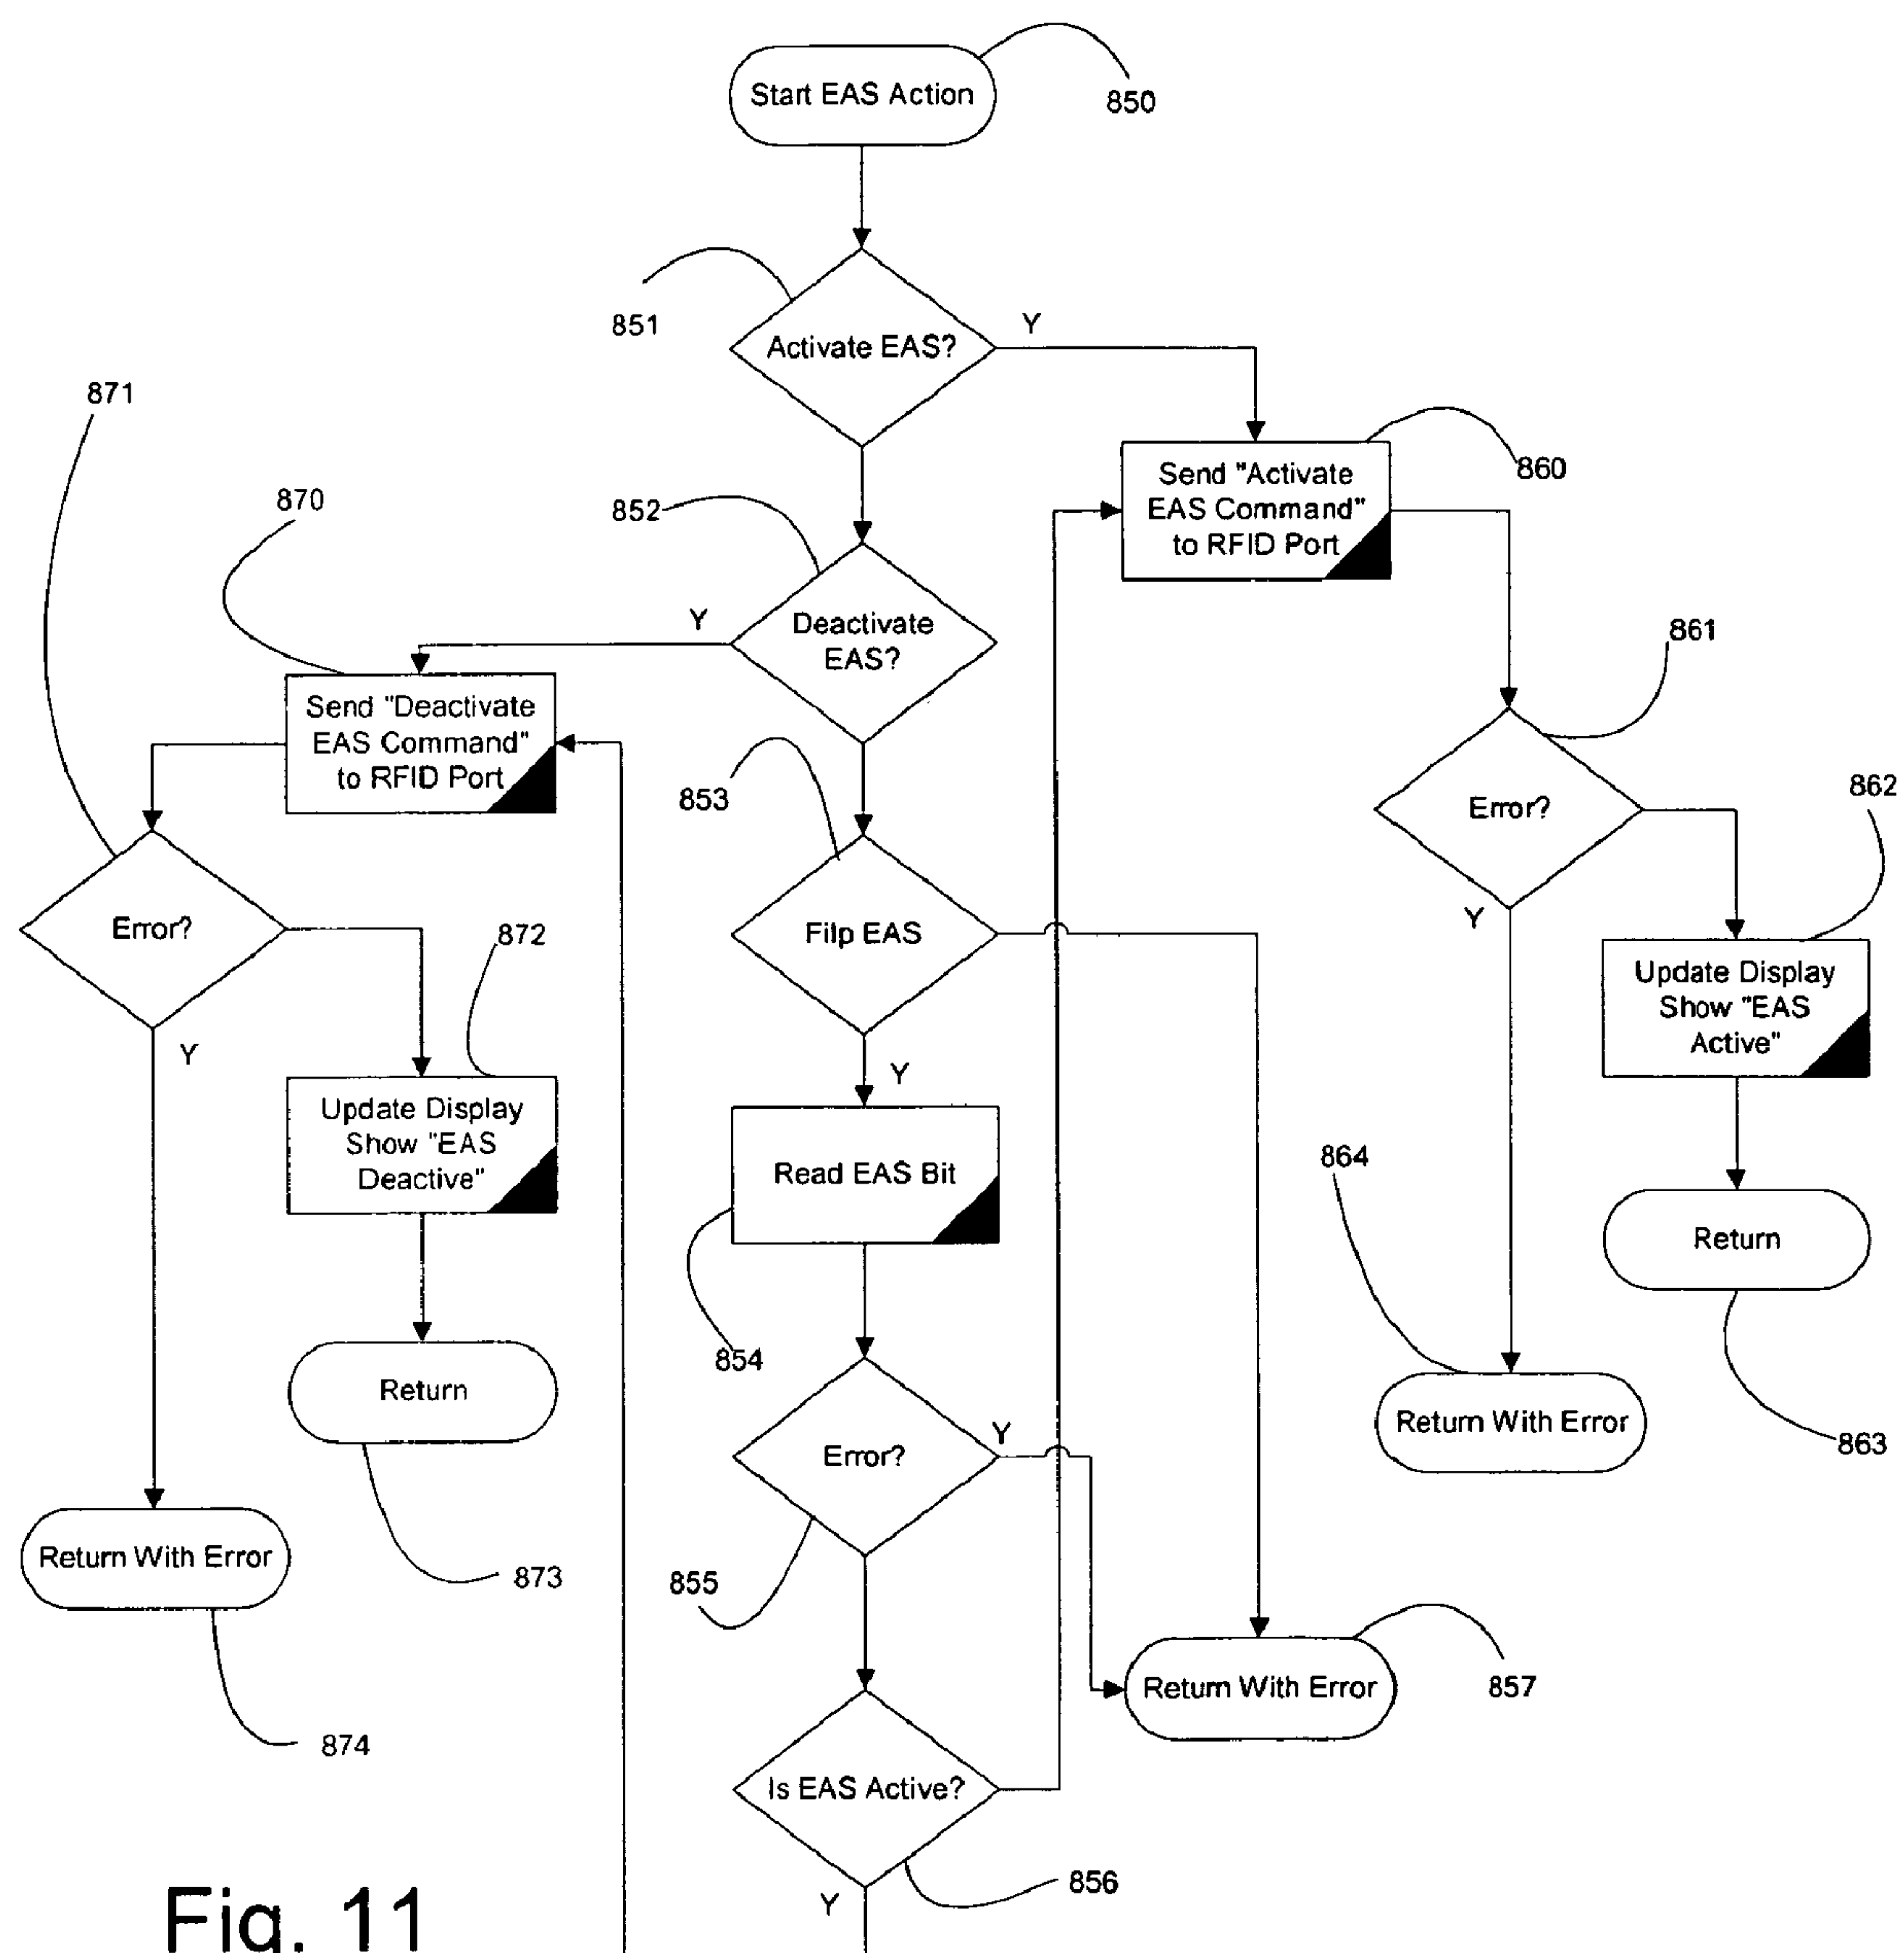 Start EAS Action
850
851
Activate EAS?
Y
871
860
Send "Activate
EAS Command"
to RFID Port
870
852
Deactivate
EAS?
Y
861
Send "Deactivate
EAS Command"
to RFID Port
853
862
Error?
Y
Error?
Y
872
Filp EAS
Y
Update Display
Show "EAS
Active"
Update Display
Show "EAS
Deactive"
Read EAS Bit
864
Return
854
Return
Return With Error
863
Error?
Y
Return With Error
873
855
Return With Error
857
874
Is EAS Active?
Y
856
Fig. 11